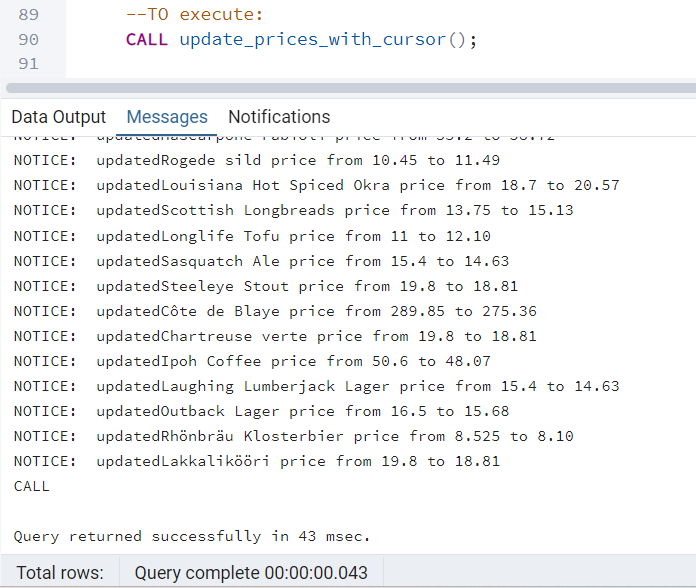 89 --TO execute:
90 CALL update_prices_with_cursor();
91
Data Output Messages Notifications
NOTICE: updatedRogede sild price from 10.45 to 11.49
NOTICE: updatedLouisiana Hot Spiced Okra price from 18.7 to 20.57
NOTICE: updatedScottish Longbreads price from 13.75 to 15.13
NOTICE: updatedLonglife Tofu price from 11 to 12.10
NOTICE: updatedSasquatch Ale price from 15.4 to 14.63
NOTICE: updatedSteeleye Stout price from 19.8 to 18.81
NOTICE: updatedCôte de Blaye price from 289.85 to 275.36
NOTICE: updatedChartreuse verte price from 19.8 to 18.81
NOTICE: updatedIpoh Coffee price from 50.6 to 48.07
NOTICE: updatedLaughing Lumberjack Lager price from 15.4 to 14.63
NOTICE: updatedOutback Lager price from 16.5 to 15.68
NOTICE: updatedRhönbräu Klosterbier price from 8.525 to 8.10
NOTICE: updatedLakkalikööri price from 19.8 to 18.81
CALL
Query returned successfully in 43 msec.
Total rows: Query complete 00:00:00.043